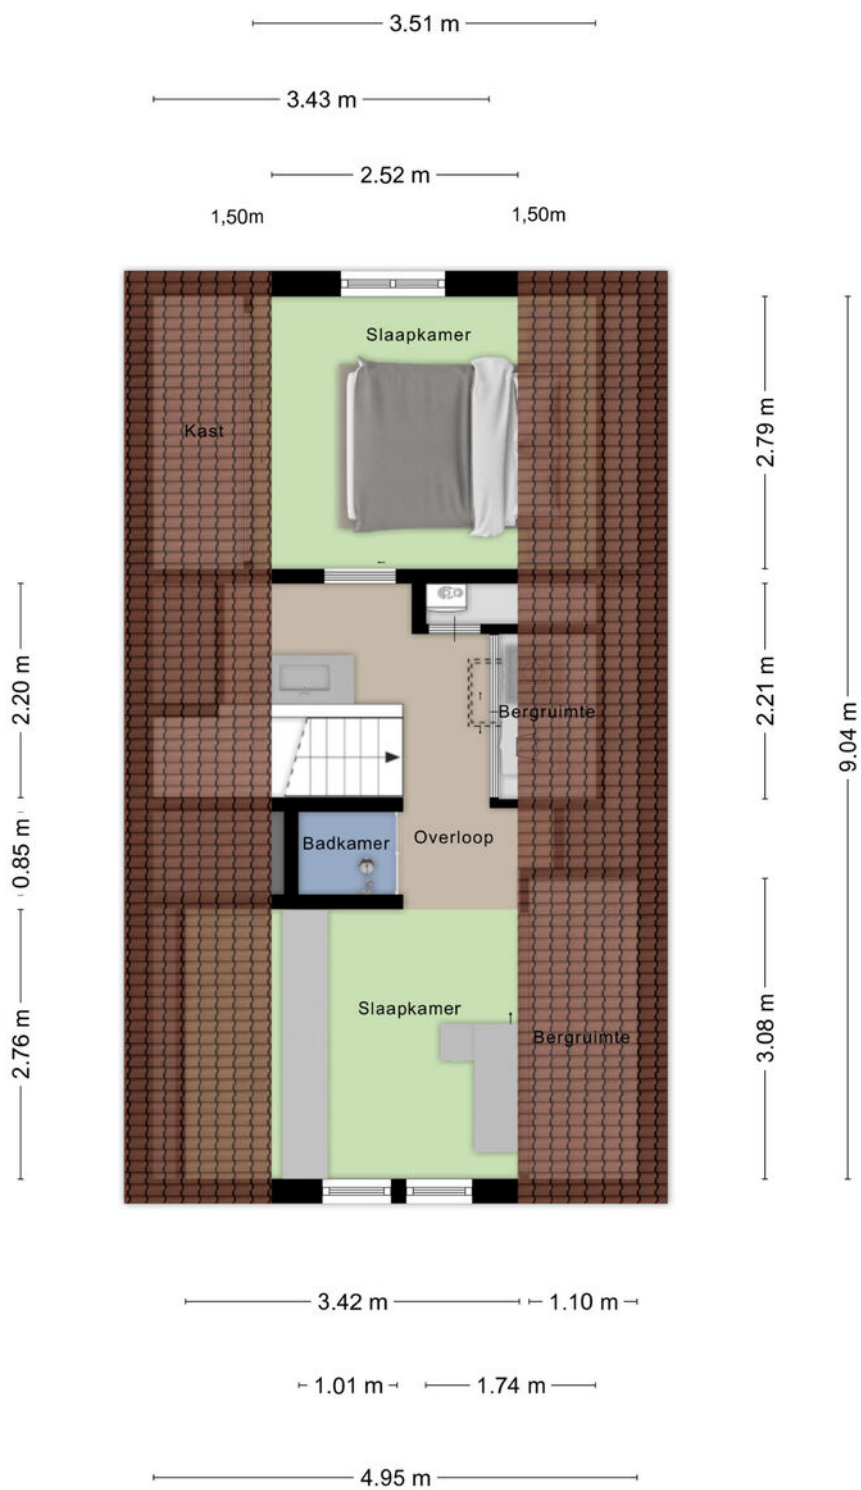 3.51 m
3.43 m
2.52 m
1,50m
1,50m
Slaapkamer
Kast
2.79 m
2.20 m
2.21 m
Bergruimte
9.04 m
0.85 m
Badkamer
Overloop
2.76 m
Slaapkamer
Bergruimte
3.08 m
3.42 m
1.10 m
1.01 m
1.74 m
4.95 m